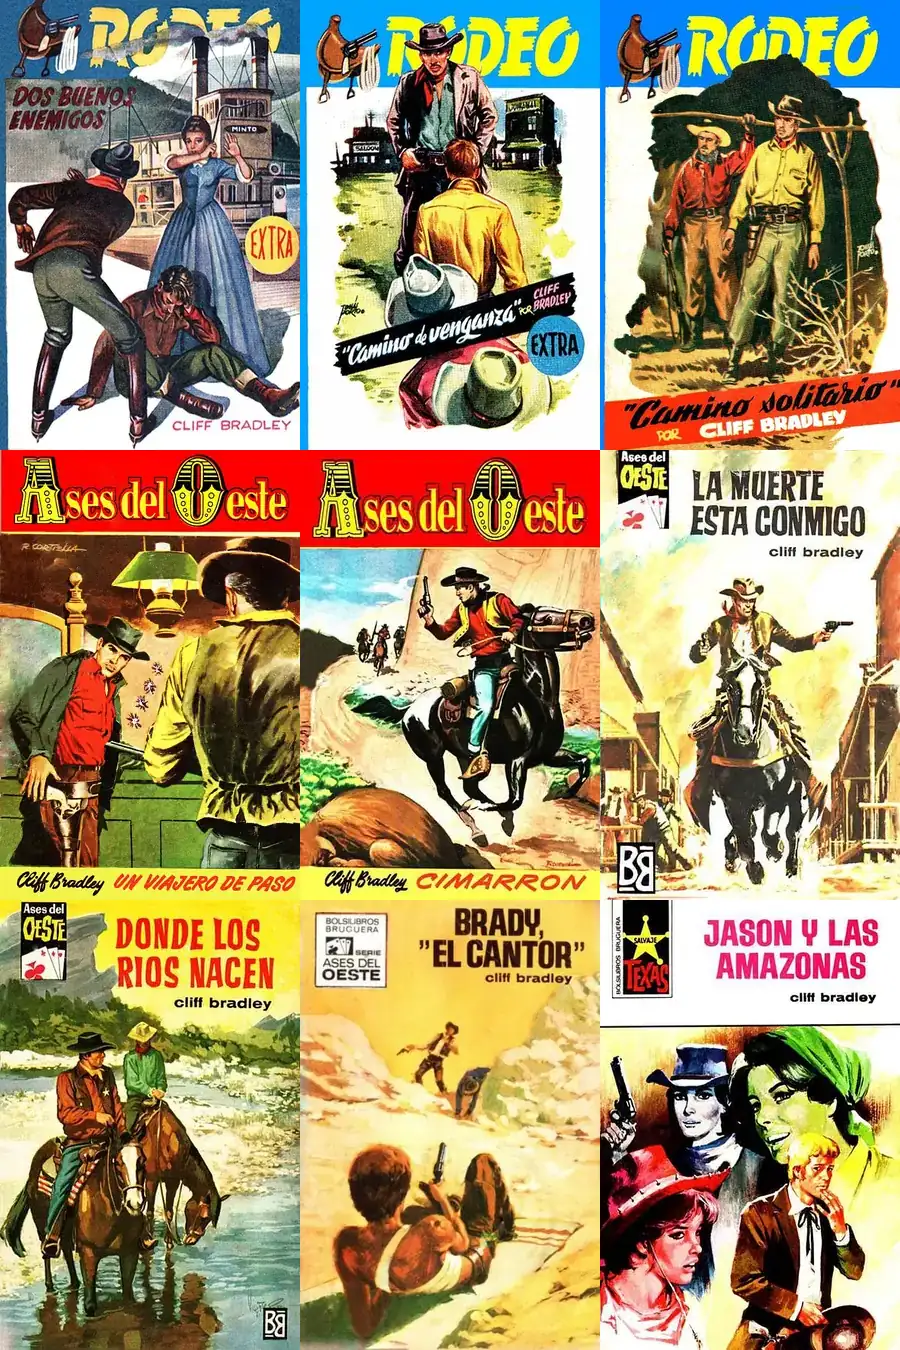 RODEO
DOS BUENOS
ENEMIGOS
MINTO
EXTRA
CLIFF BRADLEY
RODEO
SALOON
"Camino de venganza"
POR
CLIFF
BRADLEY
EXTRA
RODEO
"Camino solitario"
POR CLIFF BRADLEY
Ases del Oeste
Cliff Bradley UN VIAJERO DE PASO
Ases del Oeste
Cliff Bradley CIMARRON
Ases del
OESTE
LA MUERTE
ESTA CONMIGO
cliff bradley
BB
Ases del
OESTE
DONDE LOS
RIOS NACEN
cliff bradley
BB
BOLSILIBROS
BRUGUERA
SERIE
ASES DEL
OESTE
BRADY,
"EL CANTOR"
cliff bradley
BOLSILIBROS BRUGUERA
SALVAJE
TEXAS
JASON Y LAS
AMAZONAS
cliff bradley